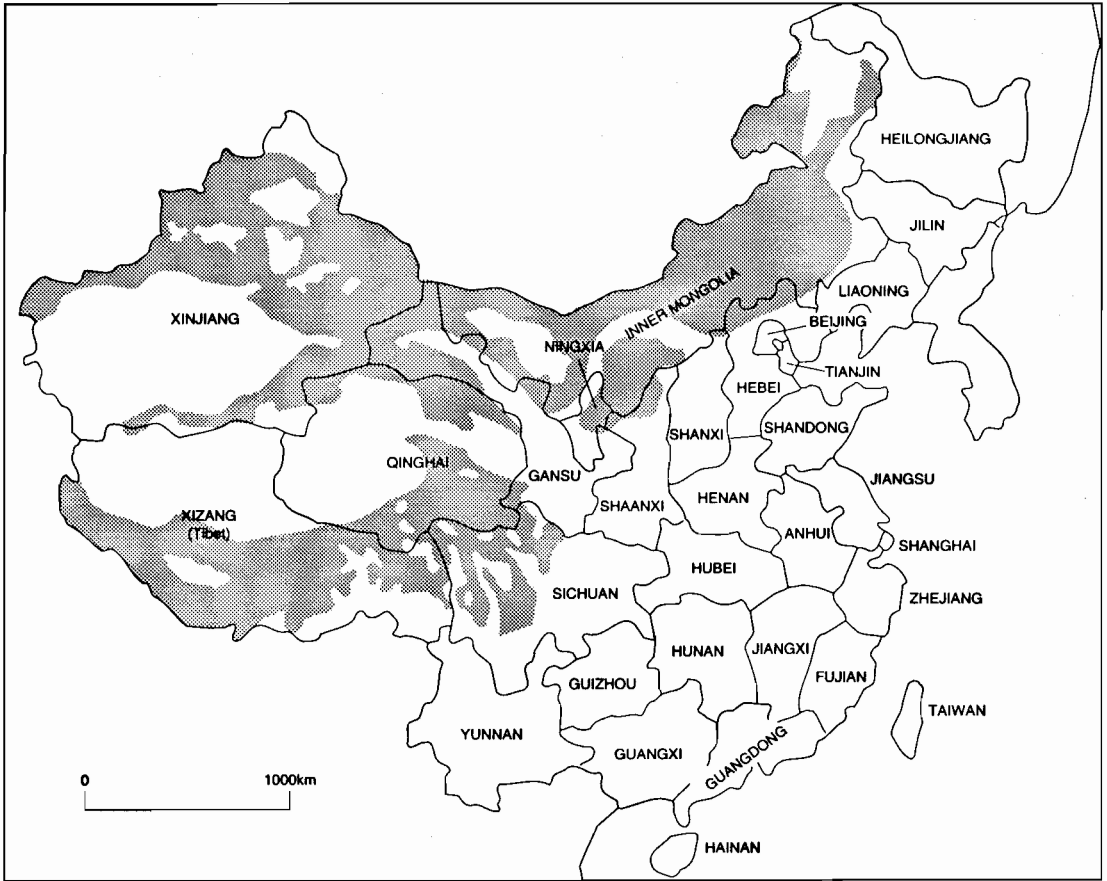 HEILONGJIANG
JILIN
LIAONING
INNER MONGOLIA
BEIJING
XINJIANG
NINGXIA
TIANJIN
HEBEI
SHANDONG
SHANXI
QINGHAI
GANSU
JIANGSU
HENAN
SHAANXI
XIZANG
(Tibet)
ANHUI
SHANGHAI
HUBEI
SICHUAN
ZHEJIANG
HUNAN
JIANGXI
FUJIAN
GUIZHOU
TAIWAN
YUNNAN
GUANGXI
GUANGDONG
0 1000km
HAINAN